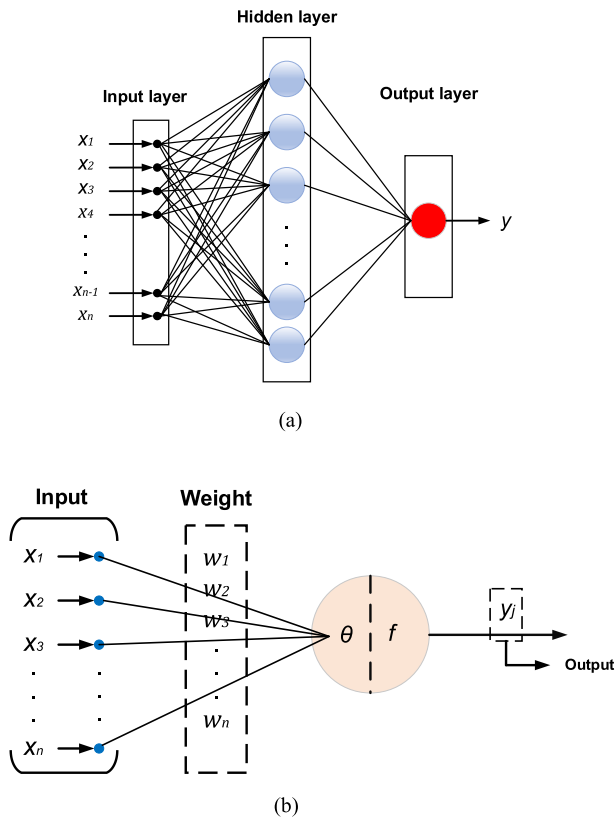 Hidden layer
Input layer
Output layer
x1
x2
x3
x4
xn-1
xn
y
(a)
Input
Weight
x1
x2
x3
xn
w1
w2
w3
wn
θ
f
yj
Output
(b)